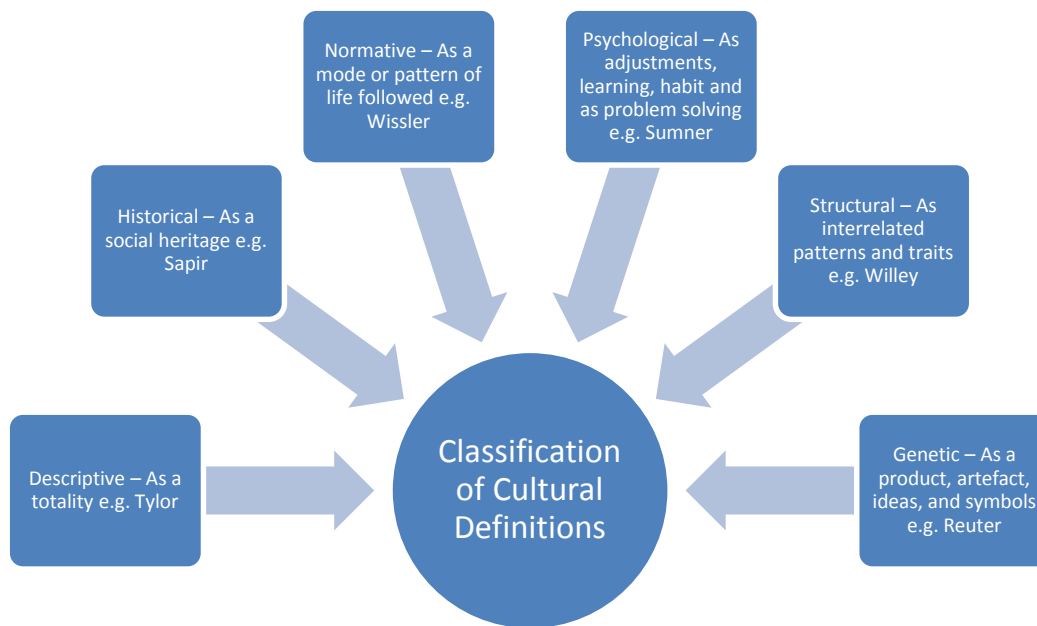 Normative – As a
mode or pattern of
life followed e.g.
Wissler
Psychological – As
adjustments,
learning, habit and
as problem solving
e.g. Sumner
Historical – As a
social heritage e.g.
Sapir
Structural – As
interrelated
patterns and traits
e.g. Willey
Descriptive – As a
totality e.g. Tylor
Classification
of Cultural
Definitions
Genetic – As a
product, artefact,
ideas, and symbols
e.g. Reuter